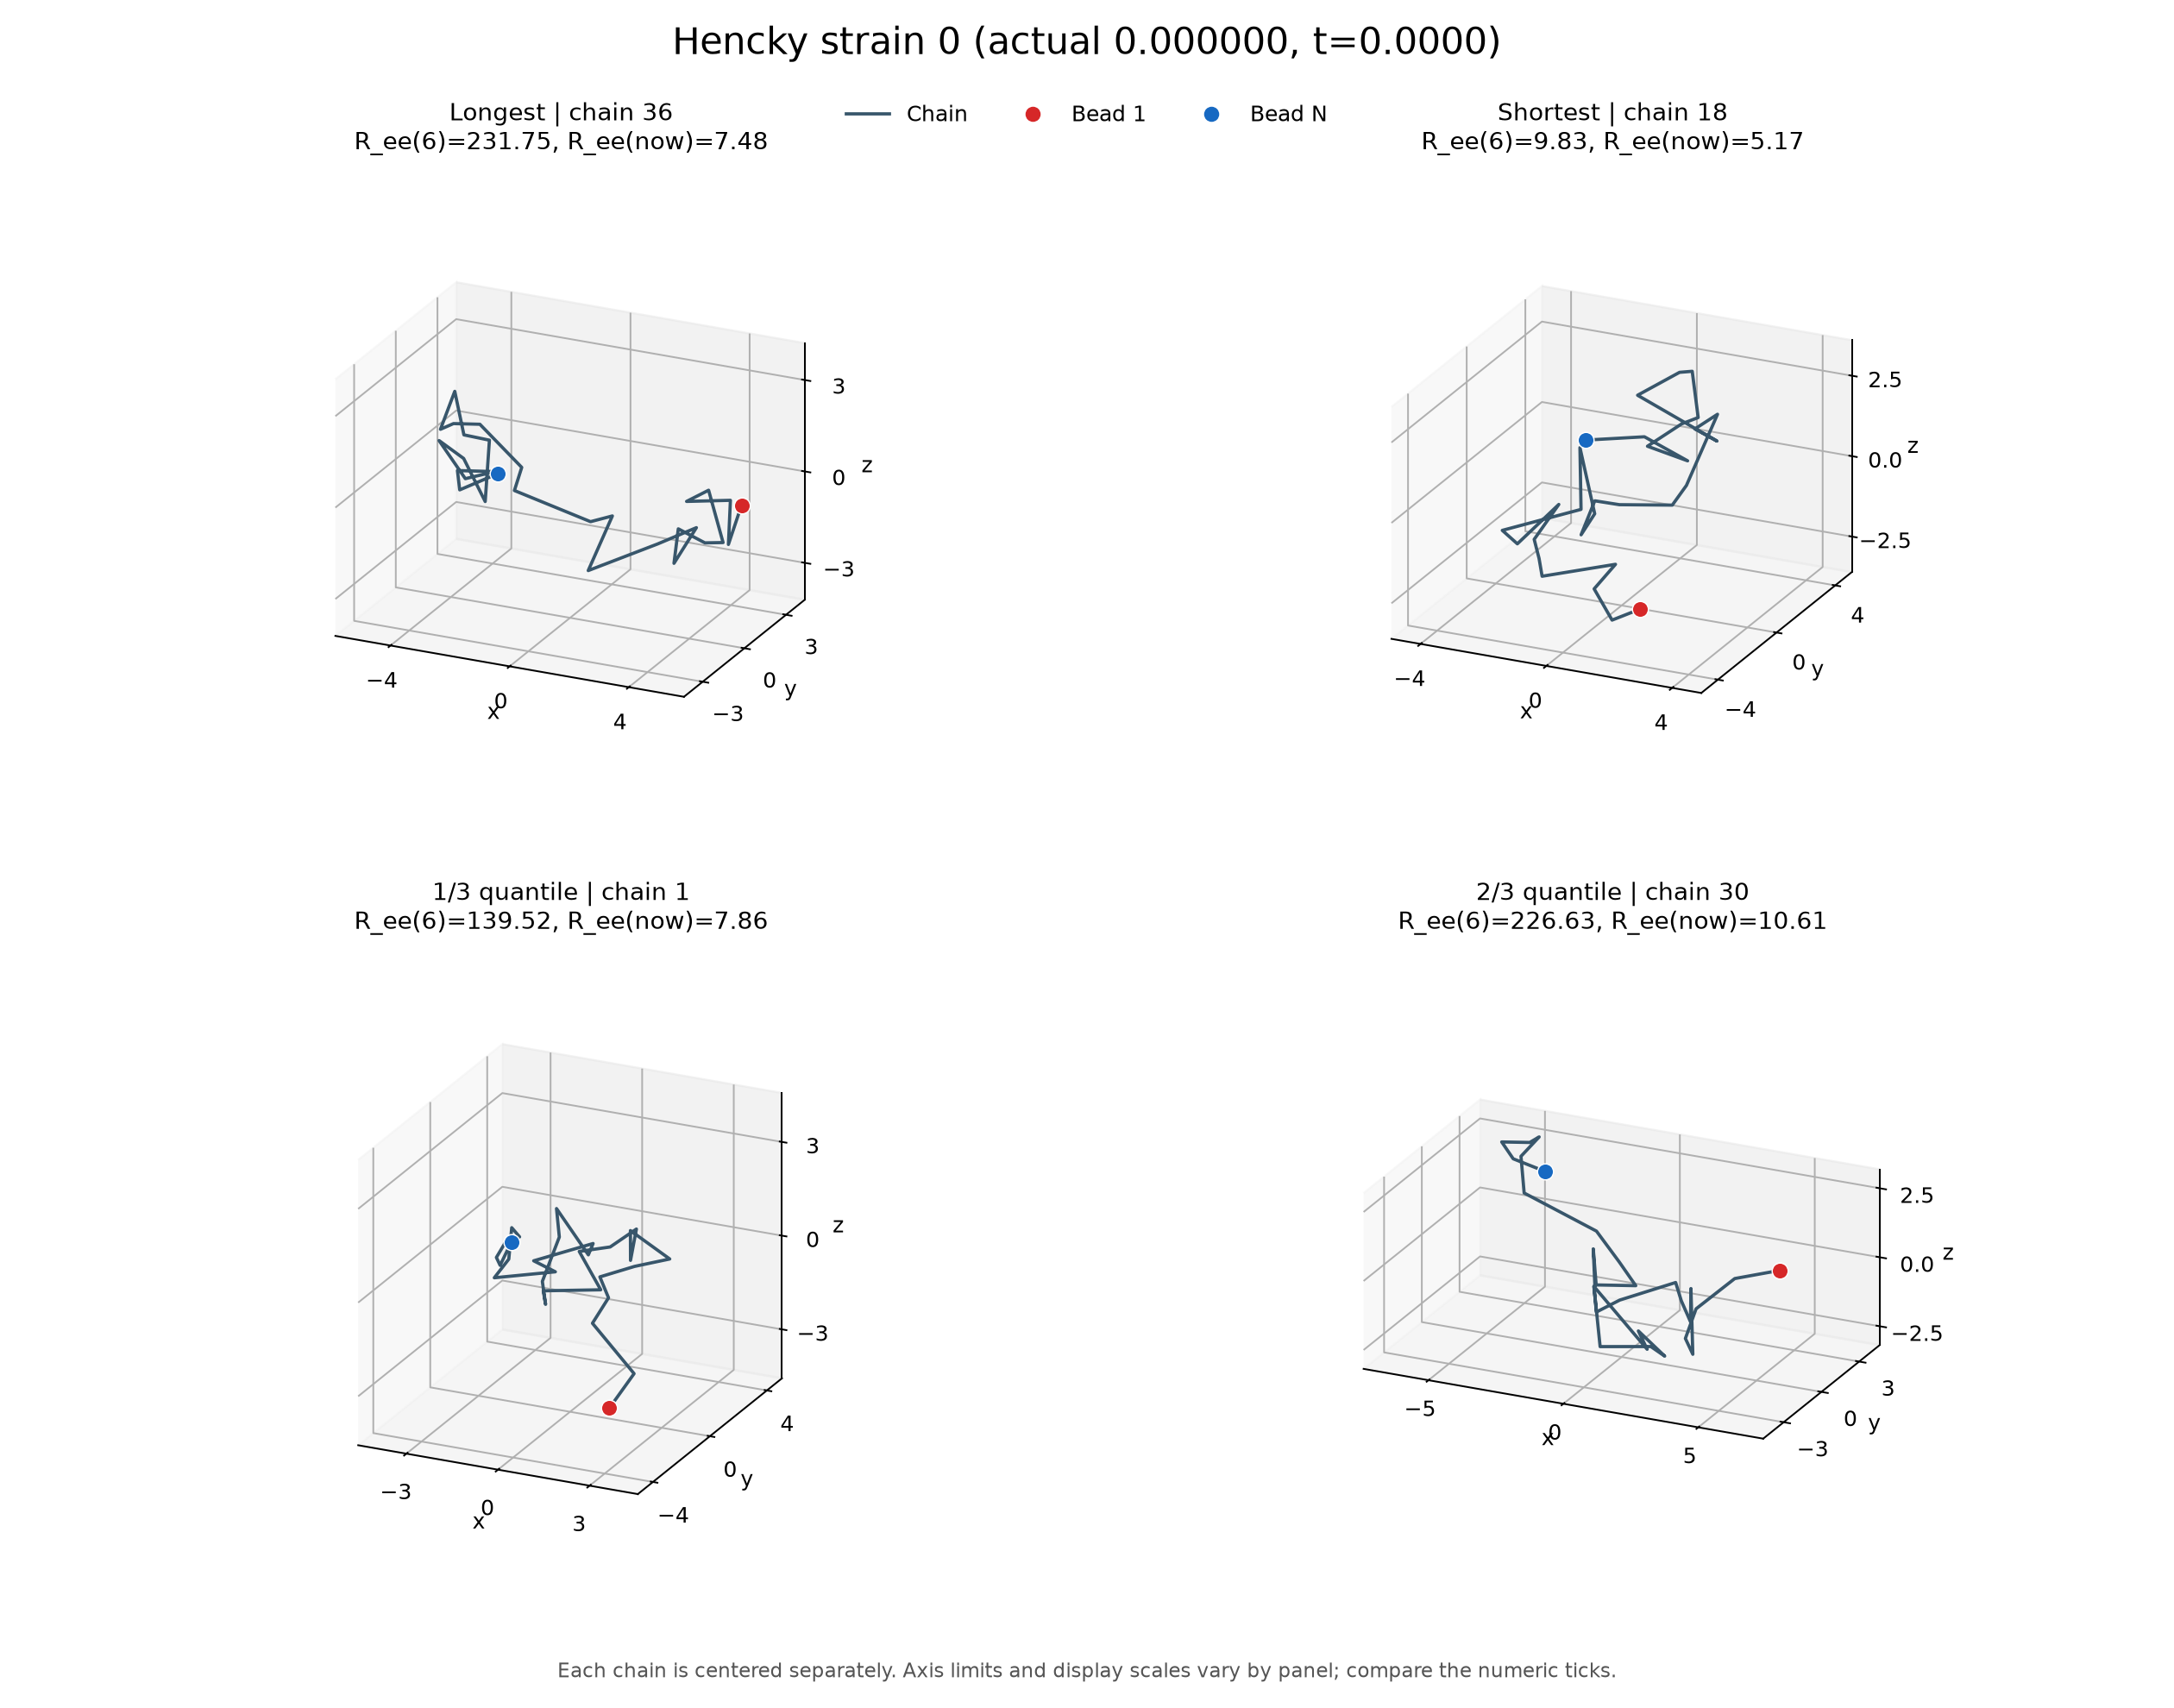 Hencky strain 0 (actual 0.000000, t=0.0000)
Longest | chain 36
R_ee(6)=231.75, R_ee(now)=7.48
Chain
Bead 1
Bead N
Shortest | chain 18
R_ee(6)=9.83, R_ee(now)=5.17
3
0
−3
z
3
0
−3
y
−4
0
4
x
2.5
0.0
−2.5
z
4
0
−4
y
−4
0
4
x
1/3 quantile | chain 1
R_ee(6)=139.52, R_ee(now)=7.86
2/3 quantile | chain 30
R_ee(6)=226.63, R_ee(now)=10.61
3
0
−3
z
4
0
−4
y
−3
0
3
x
2.5
0.0
−2.5
z
3
0
−3
y
−5
0
5
x
Each chain is centered separately. Axis limits and display scales vary by panel; compare the numeric ticks.